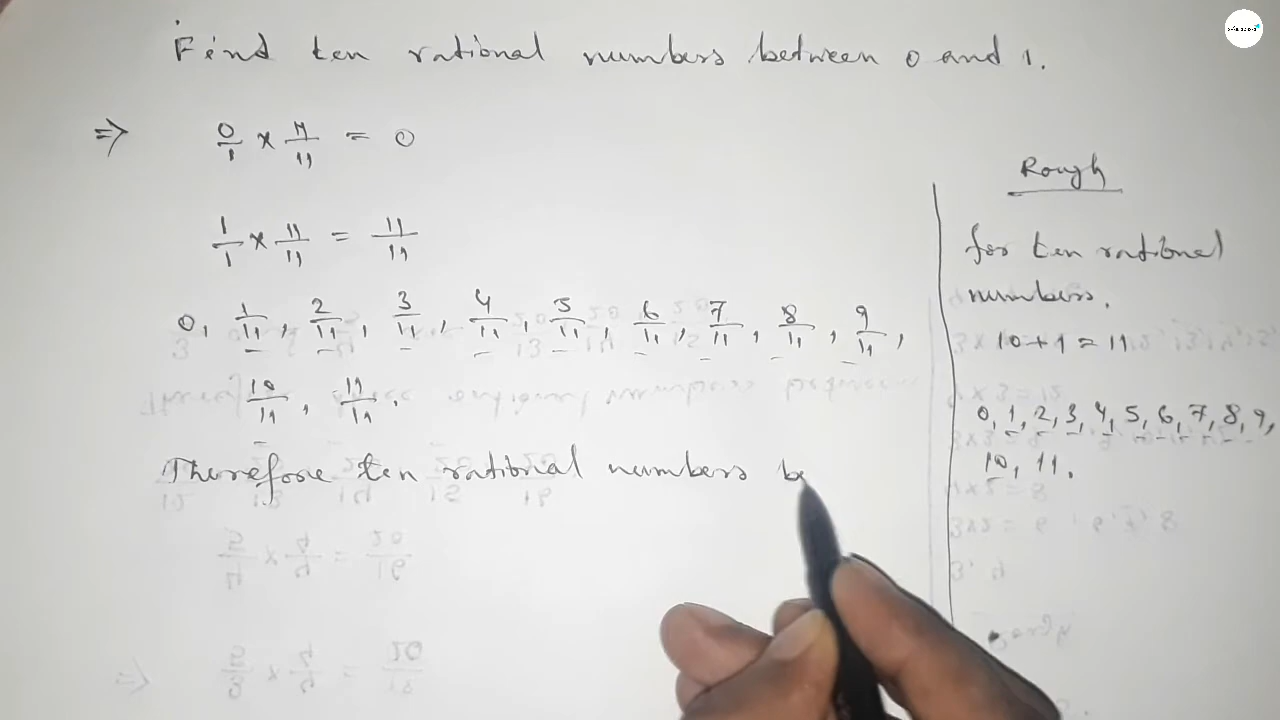 Find ten rational numbers between 0 and 1.
⇒ 0/1 × 11/11 = 0
1/1 × 11/11 = 11/11
0, 1/11, 2/11, 3/11, 4/11, 5/11, 6/11, 7/11, 8/11, 9/11,
10/11, 11/11.
Therefore ten rational numbers be
Rough
for ten rational
numbers.
10+1=11
0, 1, 2, 3, 4, 5, 6, 7, 8, 9,
10, 11.